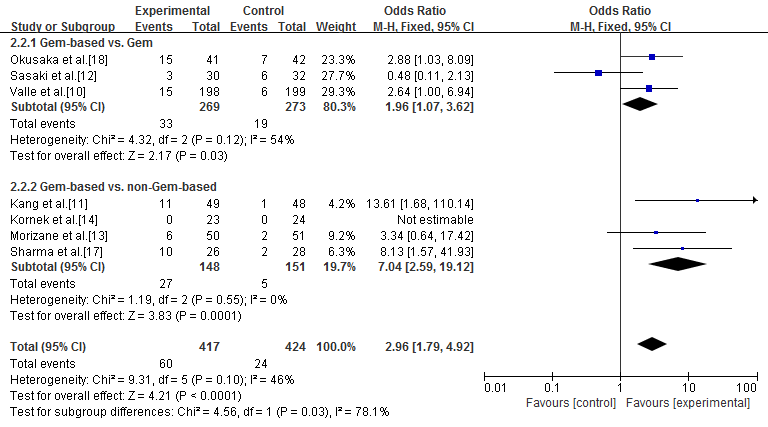 Experimental Control Odds Ratio Odds Ratio
Study or Subgroup Events Total Events Total Weight M-H, Fixed, 95% CI M-H, Fixed, 95% CI
2.2.1 Gem-based vs. Gem
Okusaka et al.[18] 15 41 7 42 23.3% 2.88 [1.03, 8.09]
Sasaki et al.[12] 3 30 6 32 27.7% 0.48 [0.11, 2.13]
Valle et al.[10] 15 198 6 199 29.3% 2.64 [1.00, 6.94]
Subtotal (95% CI) 269 273 80.3% 1.96 [1.07, 3.62]
Total events 33 19
Heterogeneity: Chi² = 4.32, df = 2 (P = 0.12); I² = 54%
Test for overall effect: Z = 2.17 (P = 0.03)
2.2.2 Gem-based vs. non-Gem-based
Kang et al.[11] 11 49 1 48 4.2% 13.61 [1.68, 110.14]
Kornek et al.[14] 0 23 0 24 Not estimable
Morizane et al.[13] 6 50 2 51 9.2% 3.34 [0.64, 17.42]
Sharma et al.[17] 10 26 2 28 6.3% 8.13 [1.57, 41.93]
Subtotal (95% CI) 148 151 19.7% 7.04 [2.59, 19.12]
Total events 27 5
Heterogeneity: Chi² = 1.19, df = 2 (P = 0.55); I² = 0%
Test for overall effect: Z = 3.83 (P = 0.0001)
Total (95% CI) 417 424 100.0% 2.96 [1.79, 4.92]
Total events 60 24
Heterogeneity: Chi² = 9.31, df = 5 (P = 0.10); I² = 46%
Test for overall effect: Z = 4.21 (P < 0.0001)
Test for subgroup differences: Chi² = 4.56, df = 1 (P = 0.03), I² = 78.1%
0.01 0.1 1 10 100
Favours [control] Favours [experimental]